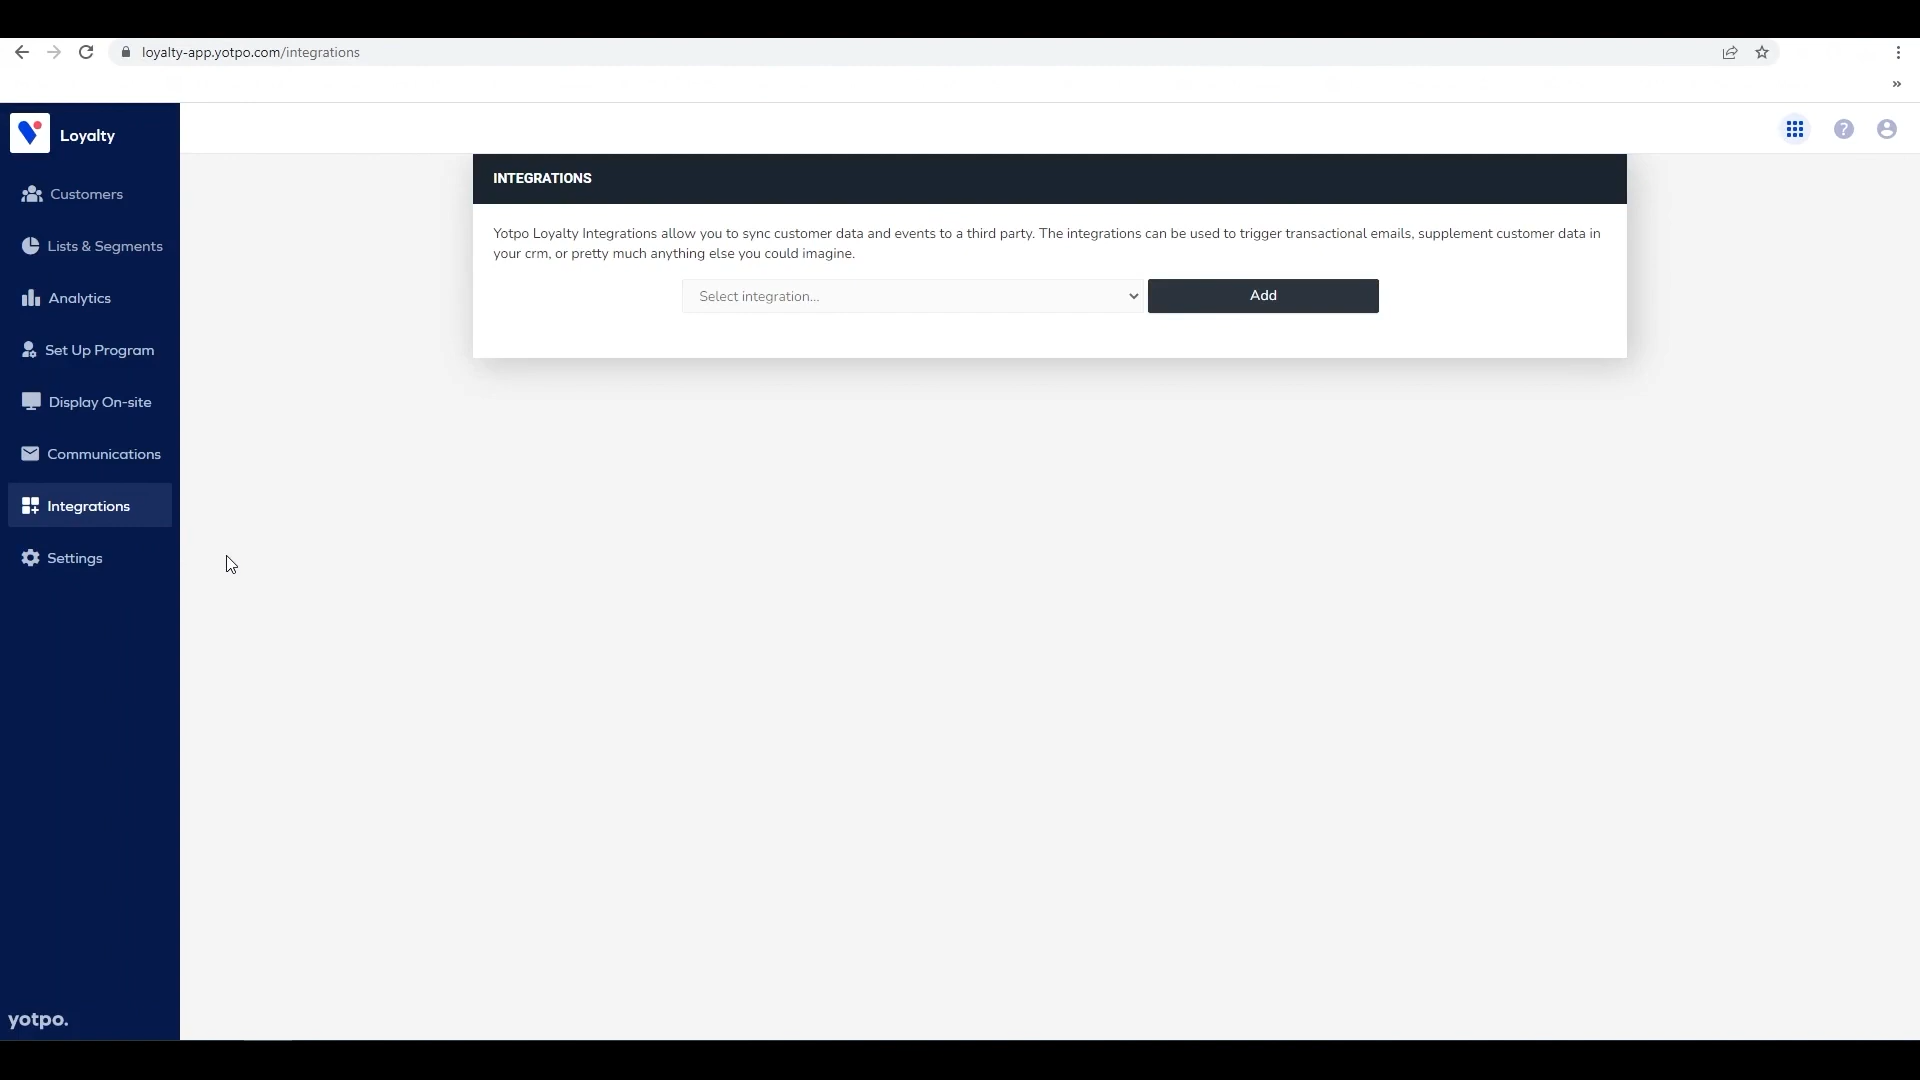 loyalty-app.yotpo.com/integrations
»
Loyalty
?
Customers
Lists & Segments
Analytics
Set Up Program
Display On-site
Communications
Integrations
Settings
yotpo.
INTEGRATIONS
Yotpo Loyalty Integrations allow you to sync customer data and events to a third party. The integrations can be used to trigger transactional emails, supplement customer data in
your crm, or pretty much anything else you could imagine.
Select integration...
Add